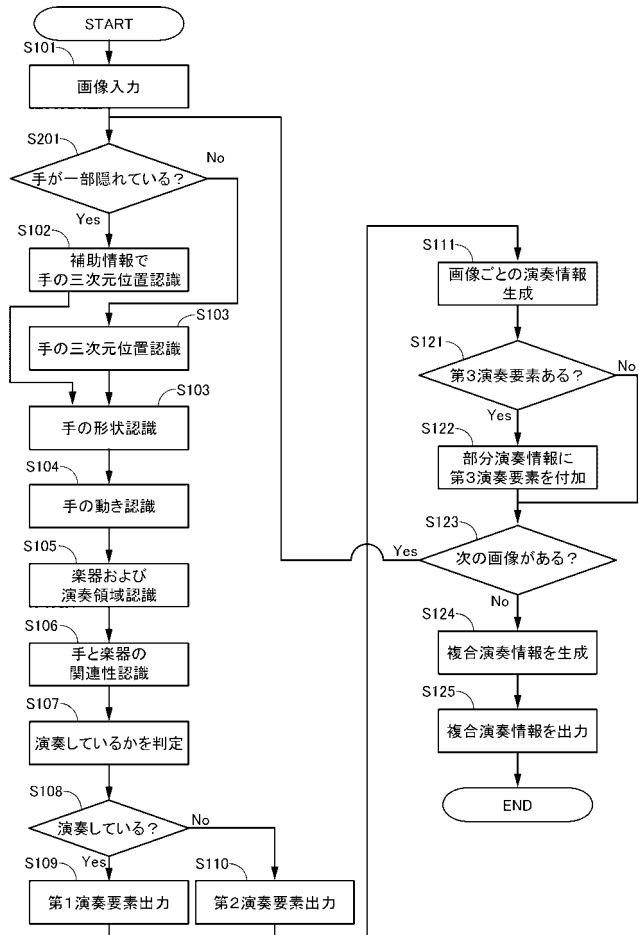 START
S101
画像入力
S201
手が一部隠れている？
No
Yes
S102
補助情報で
手の三次元位置認識
S103
手の三次元位置認識
S103
手の形状認識
S104
手の動き認識
S105
楽器および
演奏領域認識
S106
手と楽器の
関連性認識
S107
演奏しているかを判定
S108
演奏している？
No
Yes
S109
第1演奏要素出力
S110
第2演奏要素出力
S111
画像ごとの演奏情報
生成
S121
第3演奏要素ある？
No
Yes
S122
部分演奏情報に
第3演奏要素を付加
S123
次の画像がある？
Yes
No
S124
複合演奏情報を生成
S125
複合演奏情報を出力
END